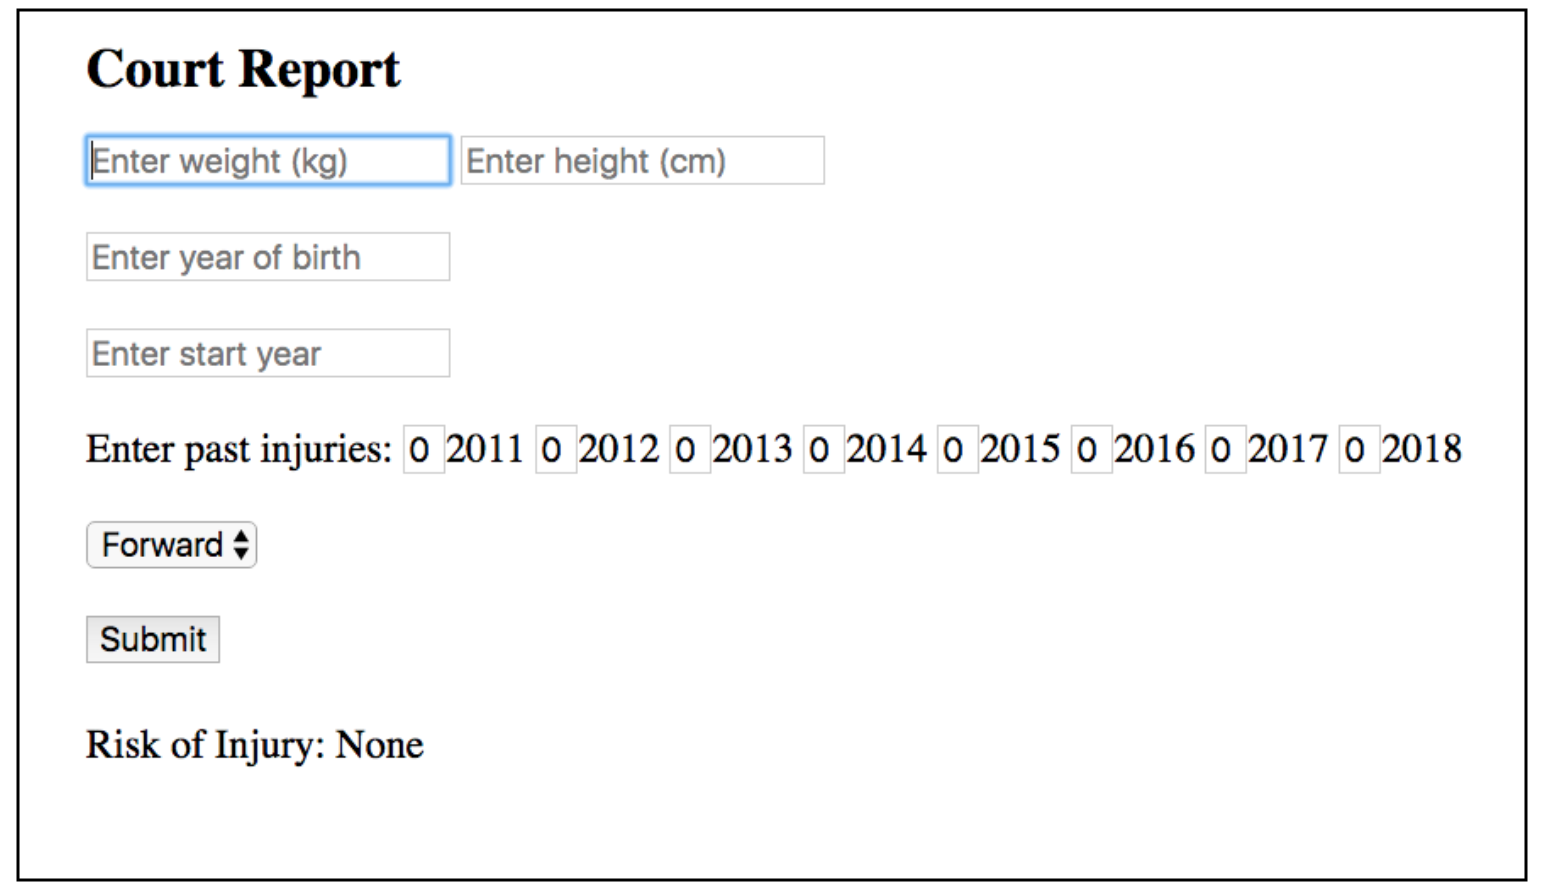 Court Report
Enter weight (kg) Enter height (cm)
Enter year of birth
Enter start year
Enter past injuries: 0 2011 0 2012 0 2013 0 2014 0 2015 0 2016 0 2017 0 2018
Forward
Submit
Risk of Injury: None